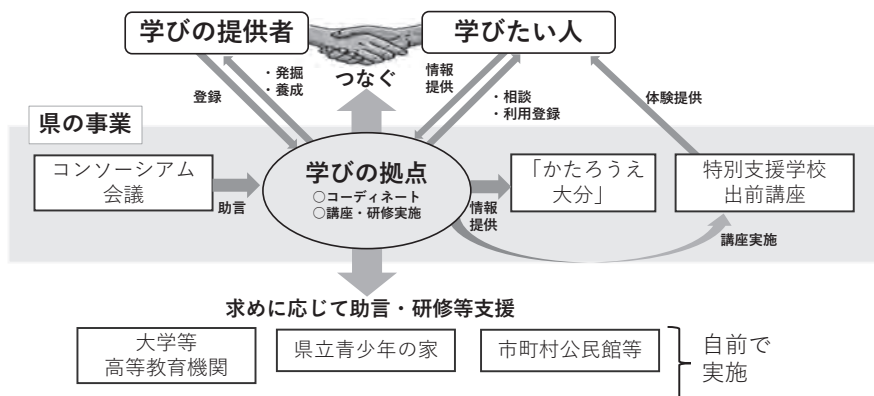 学びの提供者
学びたい人
つなぐ
登録
・発掘
・養成
情報
提供
・相談
・利用登録
体験提供
県の事業
コンソーシアム
会議
助言
学びの拠点
○コーディネート
○講座・研修実施
情報
提供
「かたろうえ
大分」
特別支援学校
出前講座
講座実施
求めに応じて助言・研修等支援
大学等
高等教育機関
県立青少年の家
市町村公民館等
自前で
実施